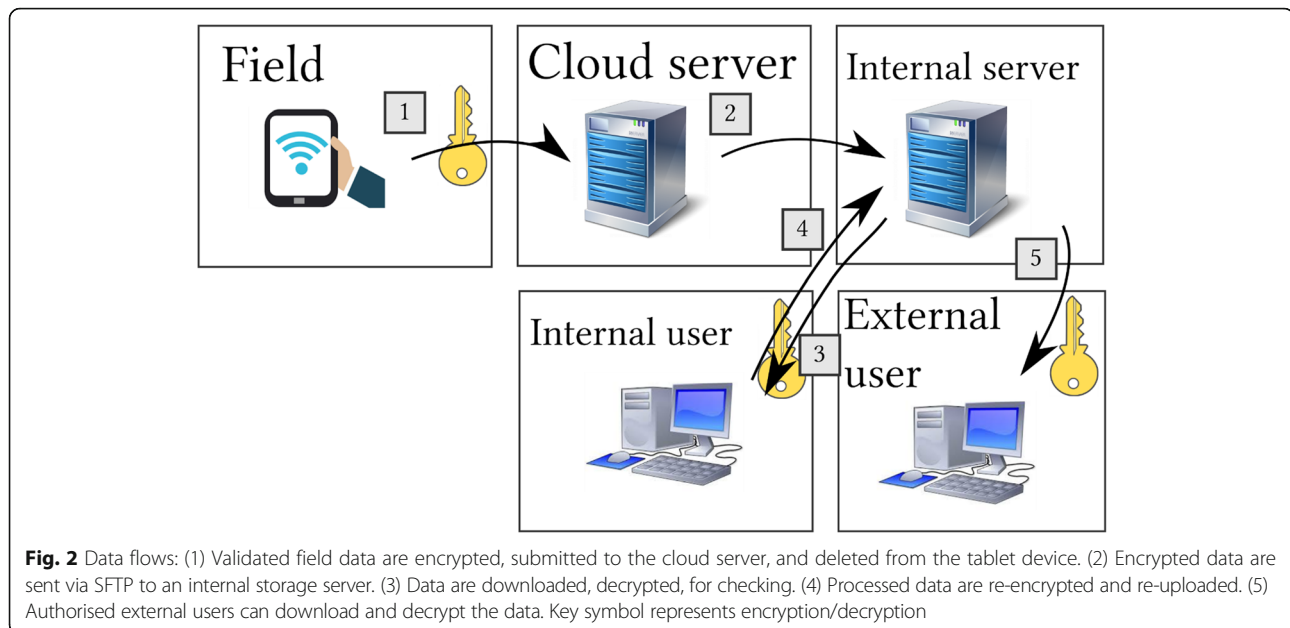 Field
Cloud server
Internal server
1
2
4
5
Internal user
3
External
user
Fig. 2 Data flows: (1) Validated field data are encrypted, submitted to the cloud server, and deleted from the tablet device. (2) Encrypted data are
sent via SFTP to an internal storage server. (3) Data are downloaded, decrypted, for checking. (4) Processed data are re-encrypted and re-uploaded. (5)
Authorised external users can download and decrypt the data. Key symbol represents encryption/decryption